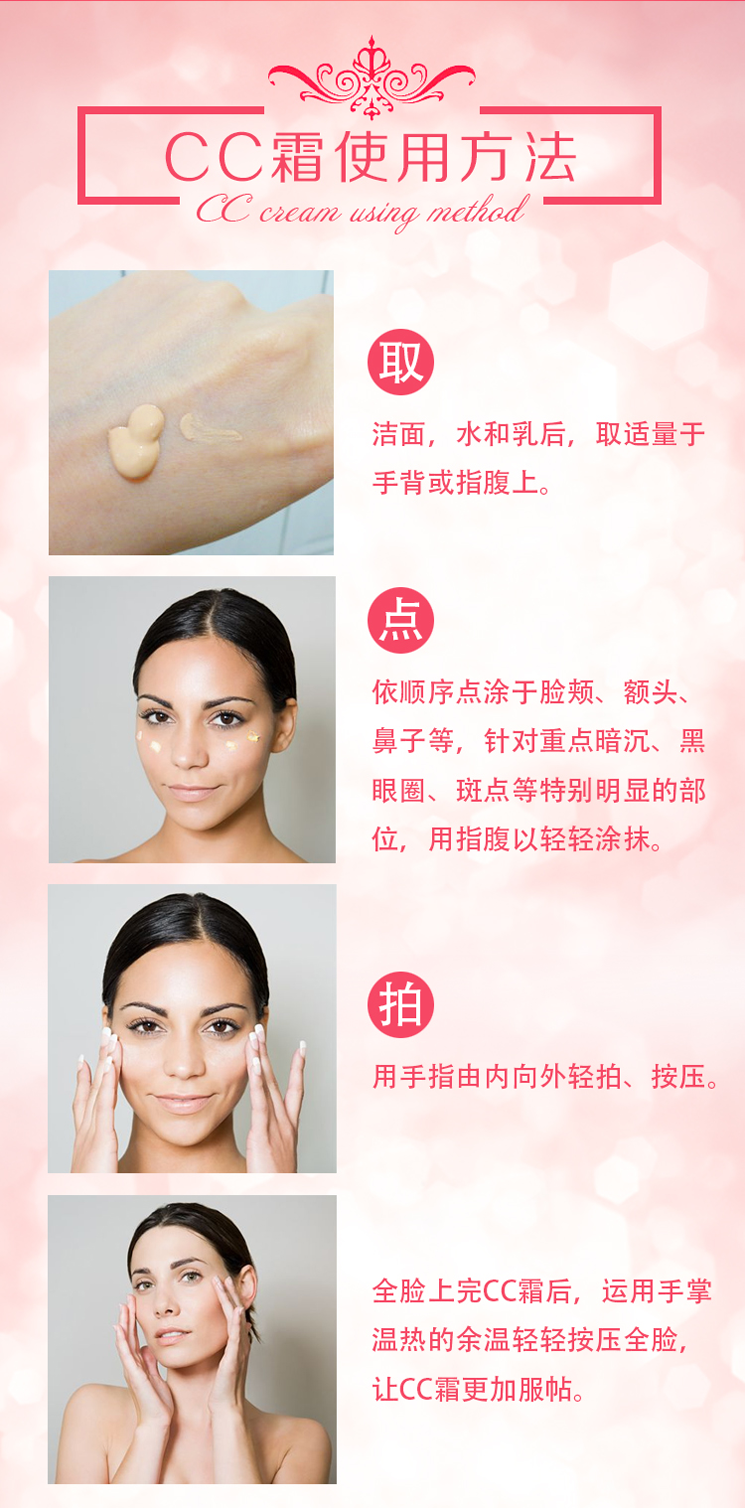 CC霜使用方法
CC cream using method
取
洁面，水和乳后，取适量于
手背或指腹上。
点
依顺序点涂于脸颊、额头、
鼻子等，针对重点暗沉、黑
眼圈、斑点等特别明显的部
位，用指腹以轻轻涂抹。
拍
用手指由内向外轻拍、按压。
全脸上完CC霜后，运用手掌
温热的余温轻轻按压全脸，
让CC霜更加服帖。